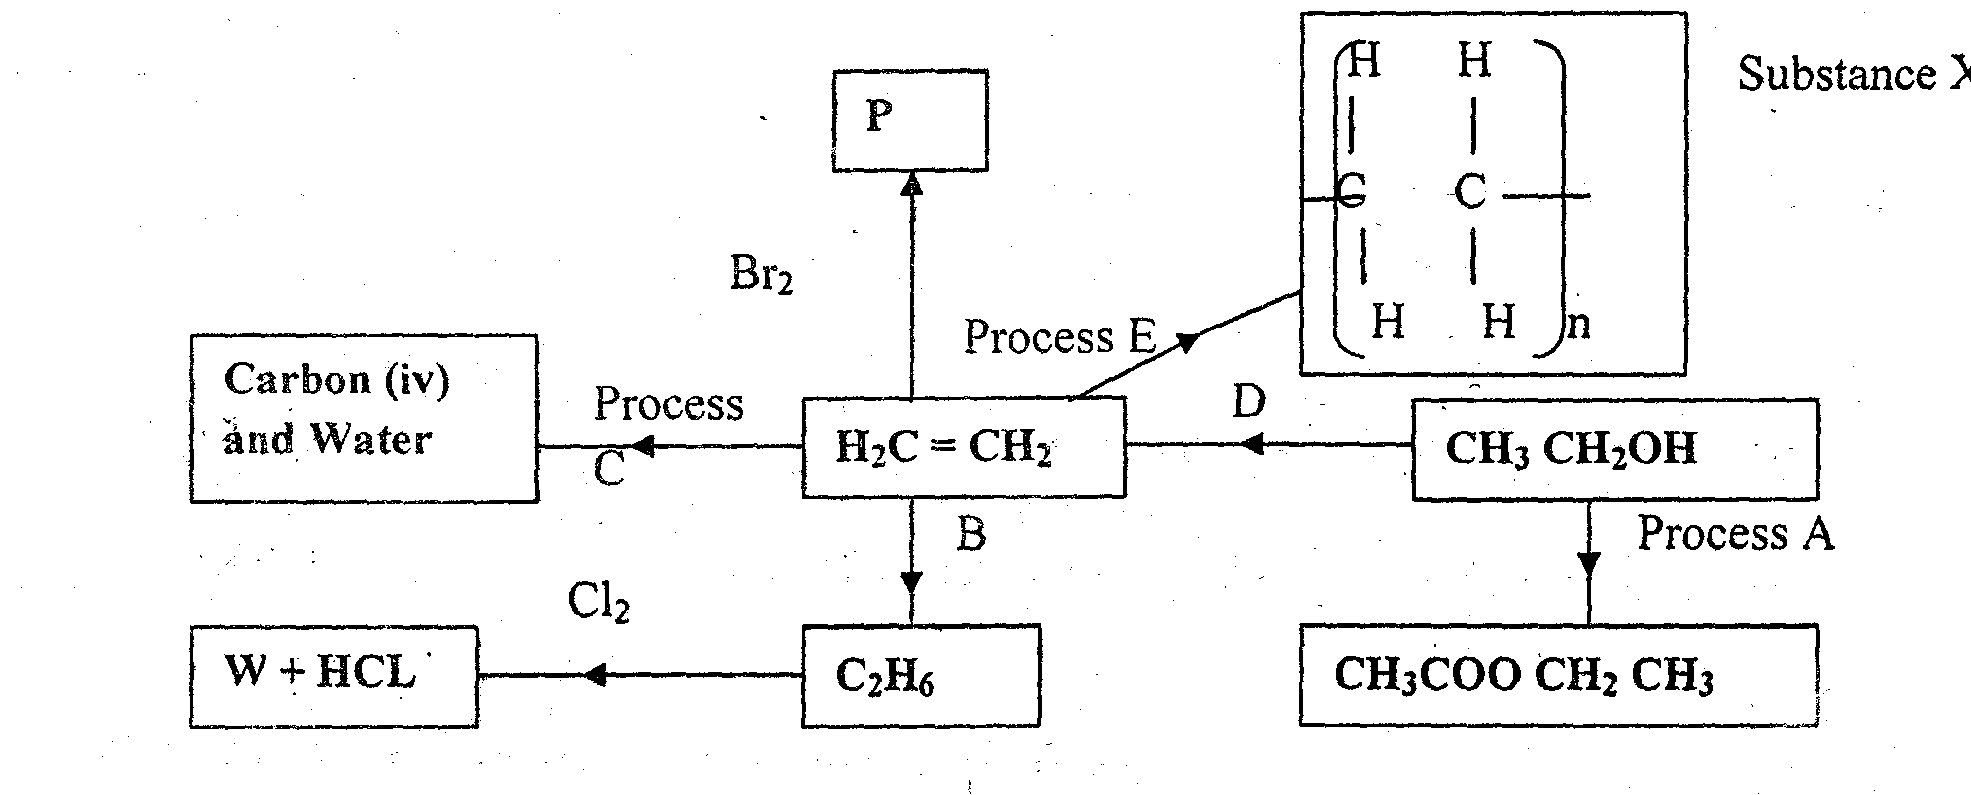 H H
Substance X
P
C C
Br₂
H H n
Process E
Carbon (iv)
and Water
Process
C
H₂C = CH₂
D
CH₃ CH₂OH
B
Process A
Cl₂
W + HCL
C₂H₆
CH₃COO CH₂ CH₃